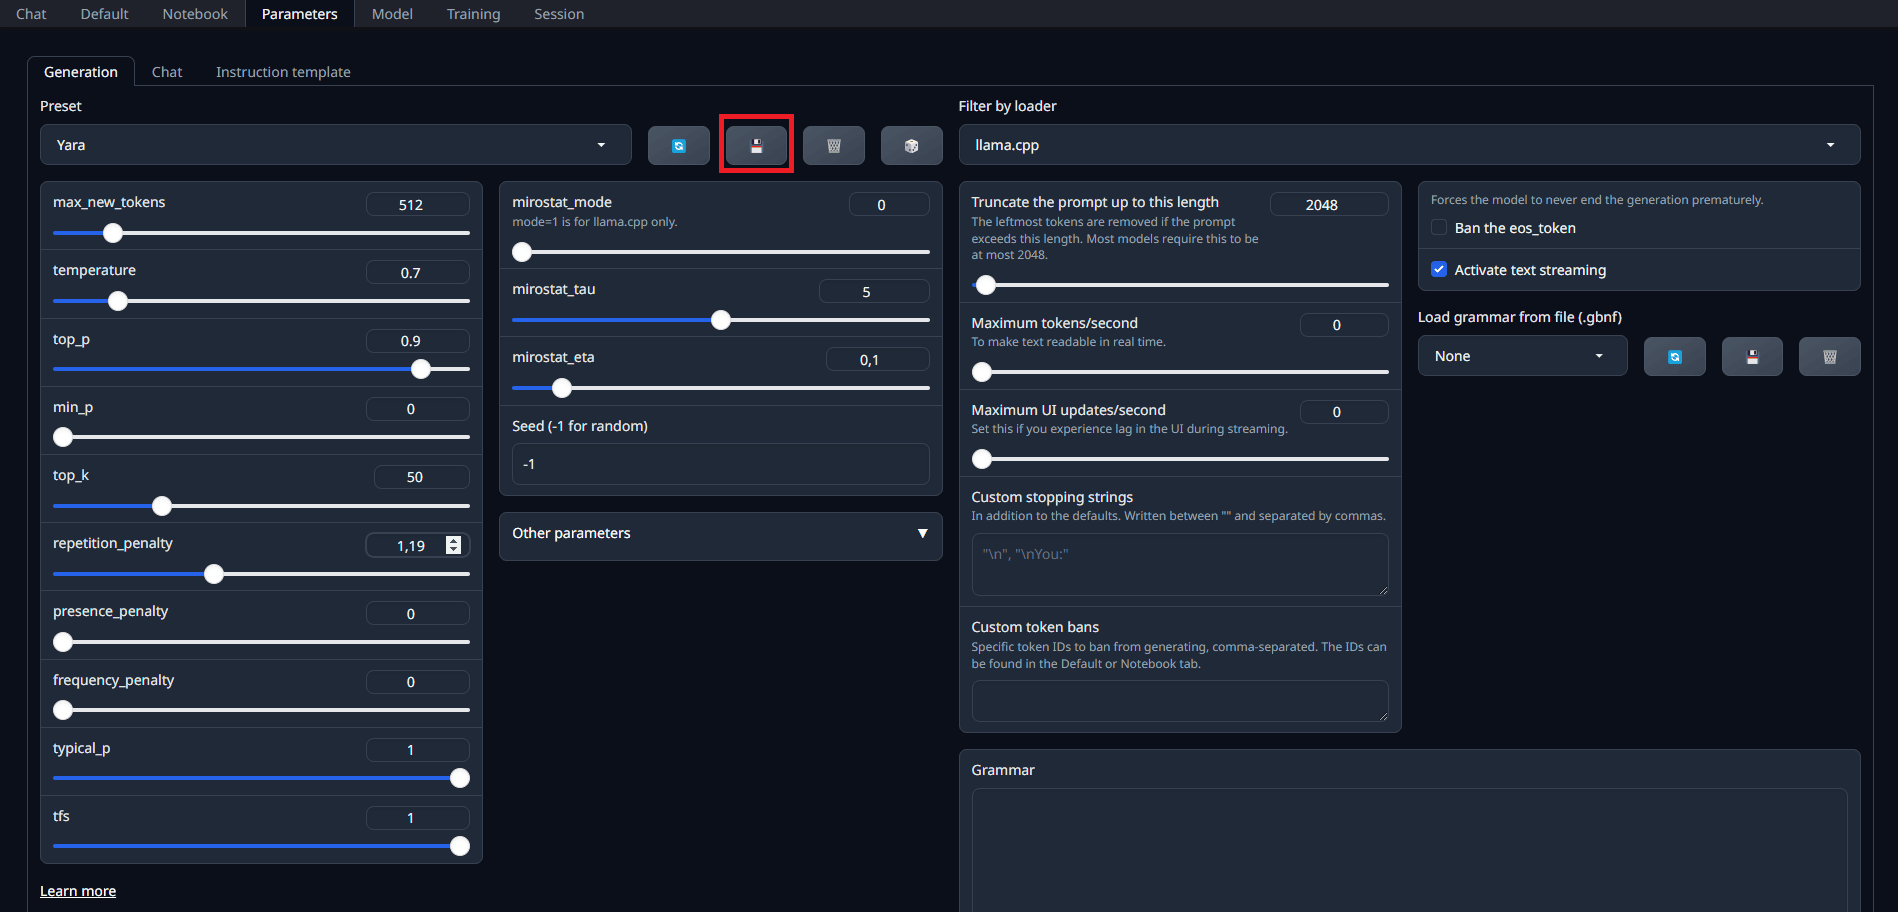 Chat Default Notebook Parameters Model Training Session
Generation Chat Instruction template
Preset
Yara
Filter by loader
llama.cpp
max_new_tokens 512
temperature 0.7
top_p 0.9
min_p 0
top_k 50
repetition_penalty 1,19
presence_penalty 0
frequency_penalty 0
typical_p 1
tfs 1
Learn more
mirostat_mode 0
mode=1 is for llama.cpp only.
mirostat_tau 5
mirostat_eta 0,1
Seed (-1 for random)
-1
Other parameters ▼
Truncate the prompt up to this length 2048
The leftmost tokens are removed if the prompt
exceeds this length. Most models require this to be
at most 2048.
Maximum tokens/second 0
To make text readable in real time.
Maximum UI updates/second 0
Set this if you experience lag in the UI during streaming.
Custom stopping strings
In addition to the defaults. Written between "" and separated by commas.
"\n", "\nYou:"
Custom token bans
Specific token IDs to ban from generating, comma-separated. The IDs can
be found in the Default or Notebook tab.
Forces the model to never end the generation prematurely.
Ban the eos_token
Activate text streaming
Load grammar from file (.gbnf)
None
Grammar